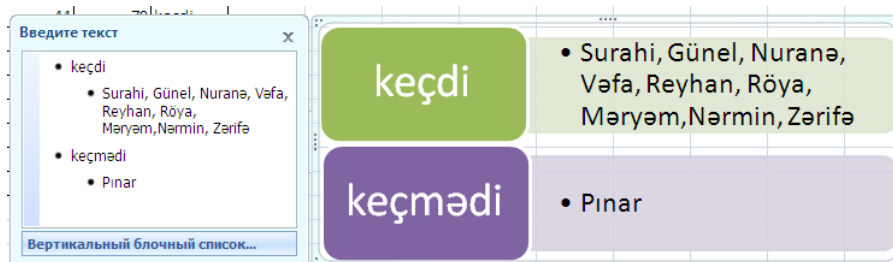 Введите текст
x
• keçdi
• Surahi, Günel, Nuranə, Vəfa,
Reyhan, Röya,
Məryəm,Nərmin, Zərifə
• keçmədi
• Pınar
Вертикальный блочный список...
keçdi
• Surahi, Günel, Nuranə,
Vəfa, Reyhan, Röya,
Məryəm,Nərmin, Zərifə
keçmədi
• Pınar